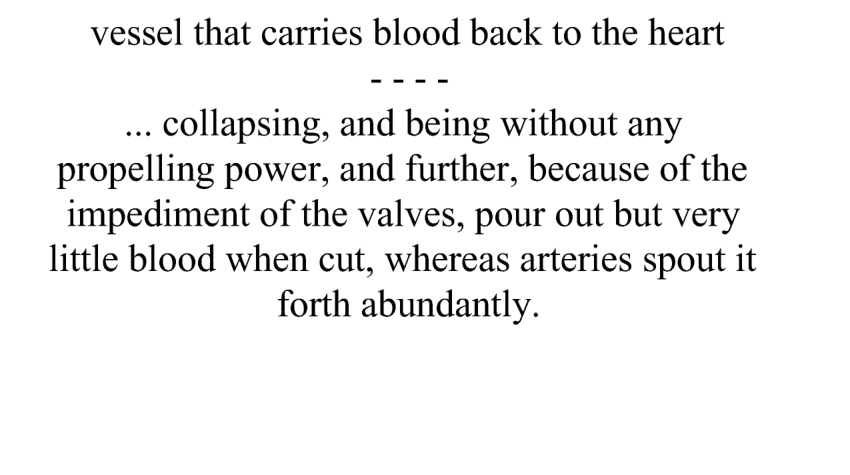 vessel that carries blood back to the heart
- - - -
... collapsing, and being without any
propelling power, and further, because of the
impediment of the valves, pour out but very
little blood when cut, whereas arteries spout it
forth abundantly.